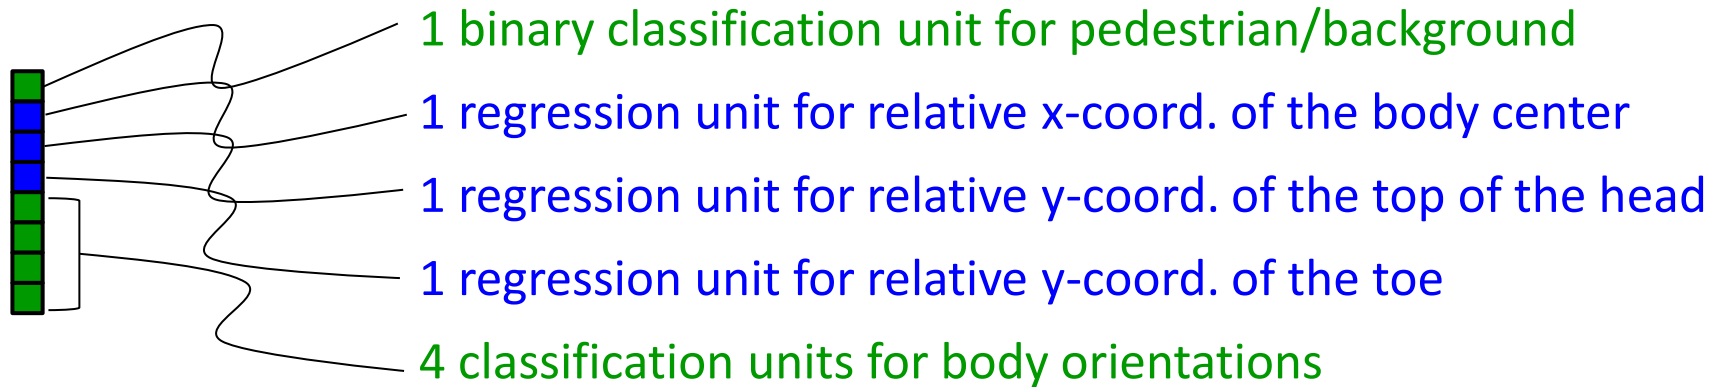 1 binary classification unit for pedestrian/background
1 regression unit for relative x-coord. of the body center
1 regression unit for relative y-coord. of the top of the head
1 regression unit for relative y-coord. of the toe
4 classification units for body orientations